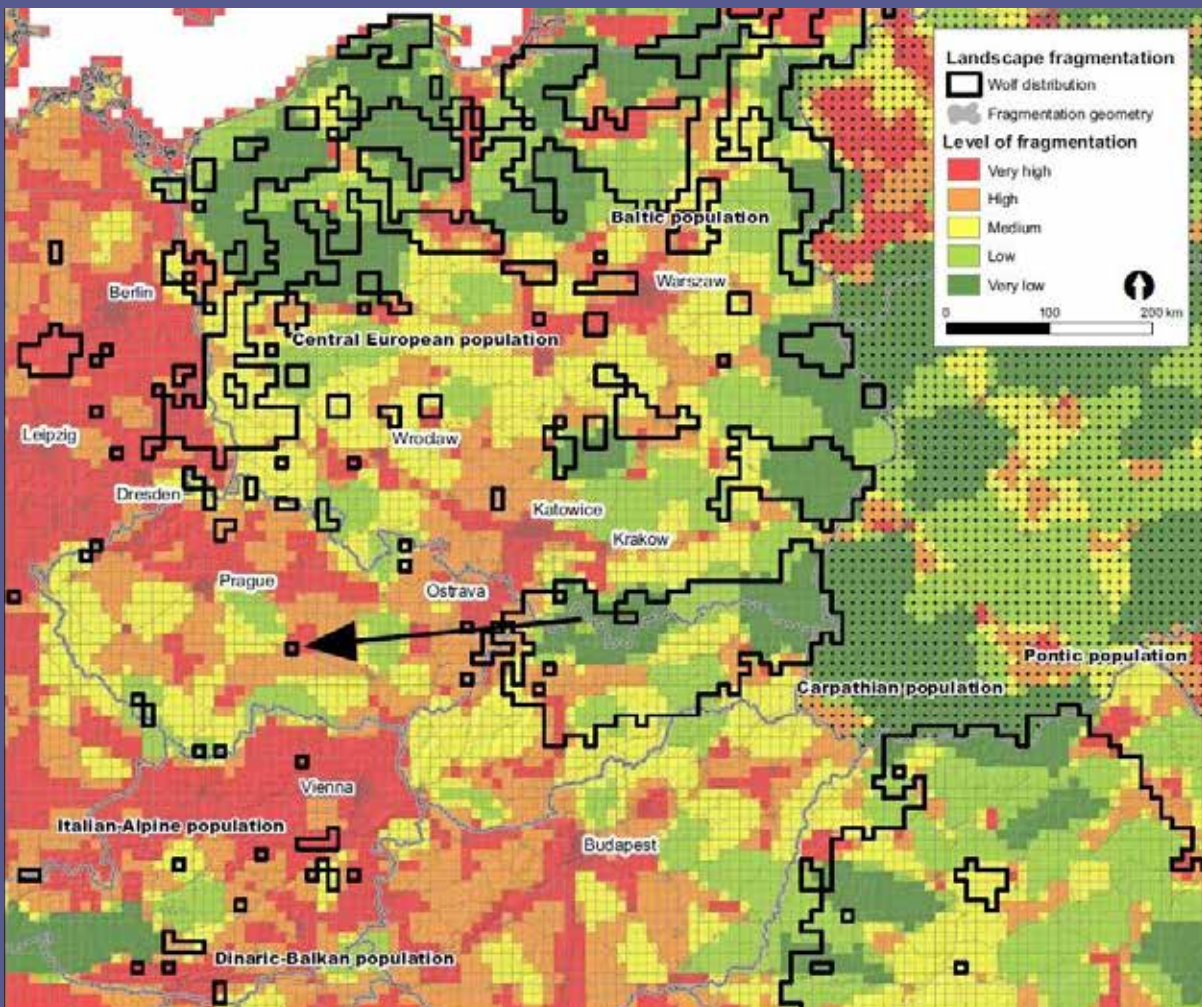 Landscape fragmentation
Wolf distribution
Fragmentation geometry
Level of fragmentation
Very high
High
Medium
Low
Very low
0 100 200 km
Baltic population
Warszaw
Berlin
Central European population
Leipzig
Wroclaw
Dresden
Katowice
Krakow
Prague
Ostrava
Pontic population
Carpathian population
Vienna
Italian-Alpine population
Budapest
Dinaric-Balkan population